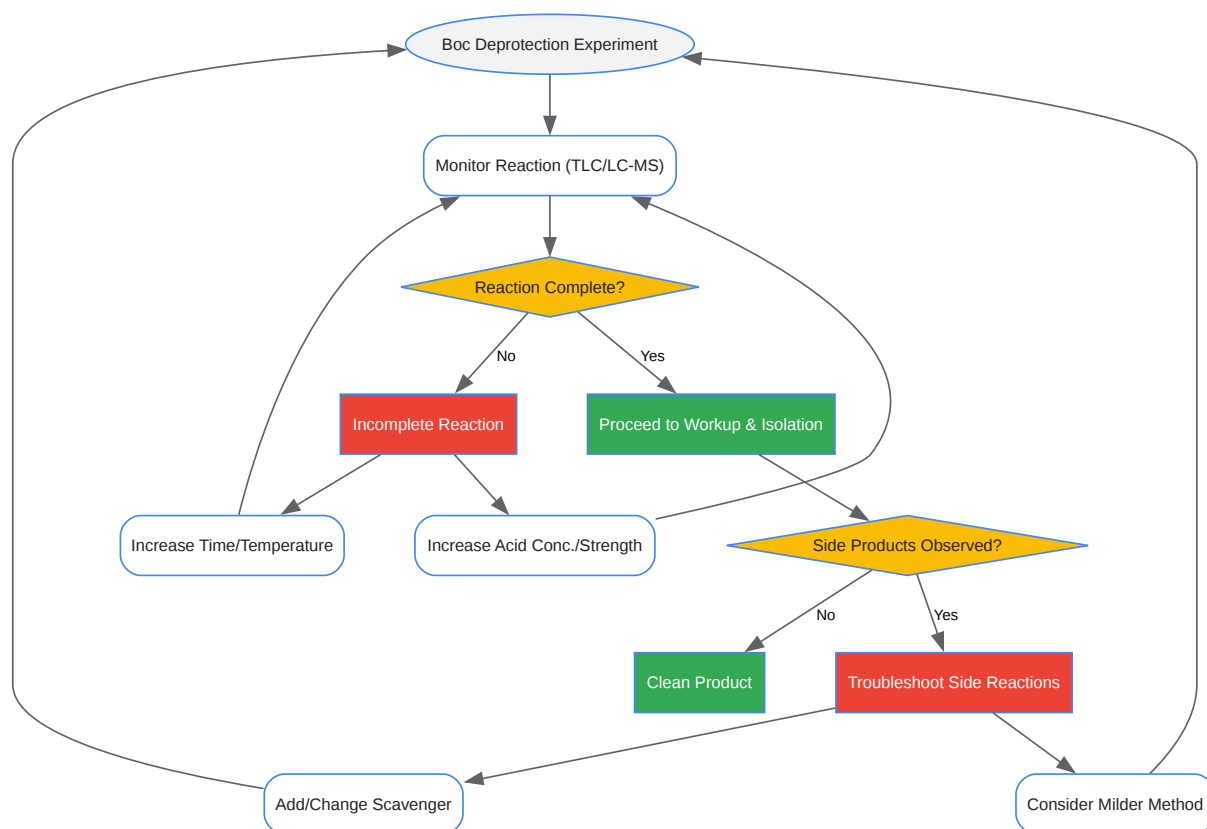 Boc Deprotection Experiment
Monitor Reaction (TLC/LC-MS)
Reaction Complete?
No
Yes
Incomplete Reaction
Proceed to Workup & Isolation
Increase Time/Temperature
Increase Acid Conc./Strength
Side Products Observed?
No
Yes
Clean Product
Troubleshoot Side Reactions
Add/Change Scavenger
Consider Milder Method